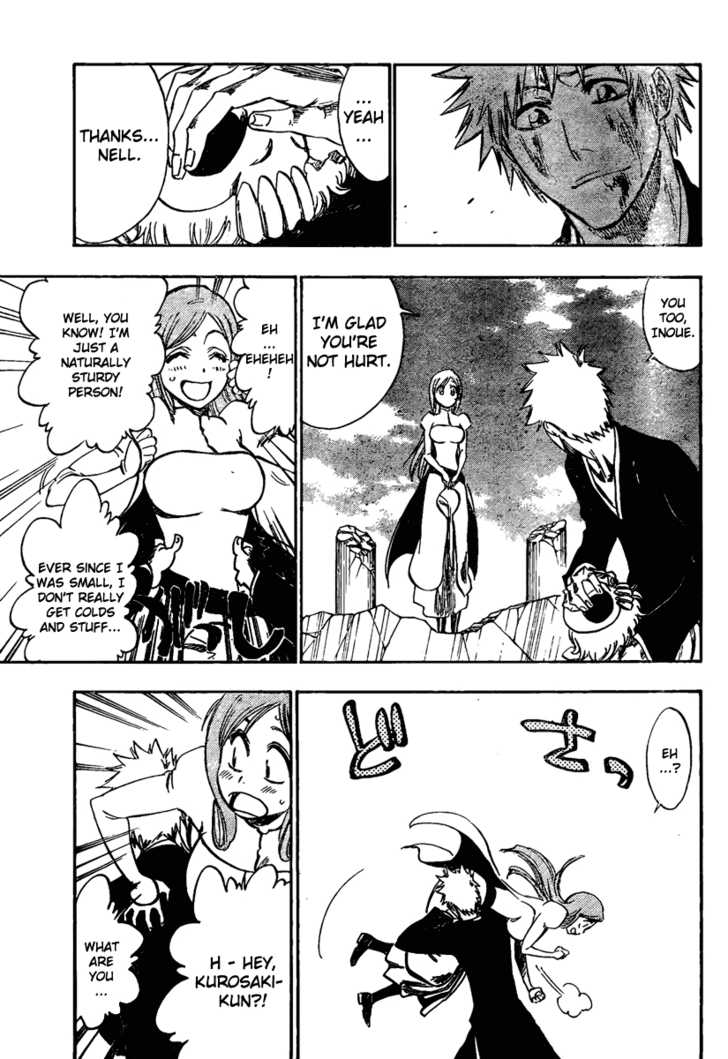 ...
YEAH
...
THANKS...
NELL.
YOU
TOO,
INOUE.
I'M GLAD
YOU'RE
NOT HURT.
EH
...
EHEHEH
!
WELL, YOU
KNOW! I'M
JUST A
NATURALLY
STURDY
PERSON!
EVER SINCE I
WAS SMALL, I
DON'T REALLY
GET COLDS
AND STUFF...
EH
...?
どさっ
H - HEY,
KUROSAKI-
KUN?!
WHAT
ARE
YOU
...